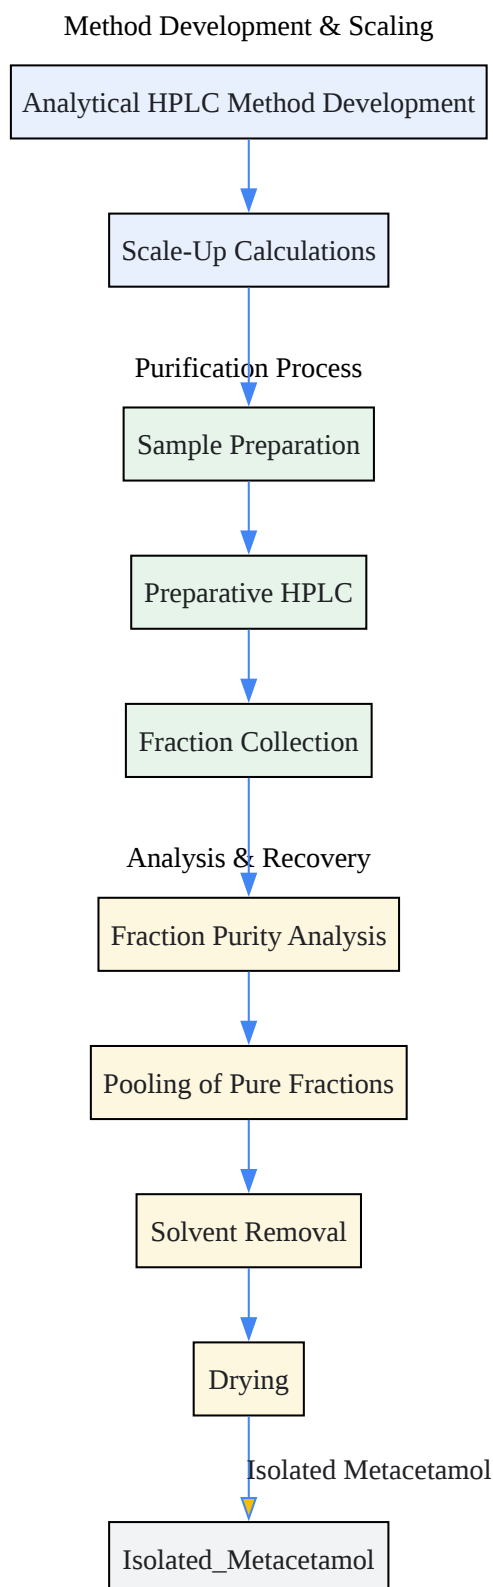 Method Development & Scaling
Analytical HPLC Method Development
Scale-Up Calculations
Purification Process
Sample Preparation
Preparative HPLC
Fraction Collection
Analysis & Recovery
Fraction Purity Analysis
Pooling of Pure Fractions
Solvent Removal
Drying
Isolated Metacetamol
Isolated_Metacetamol